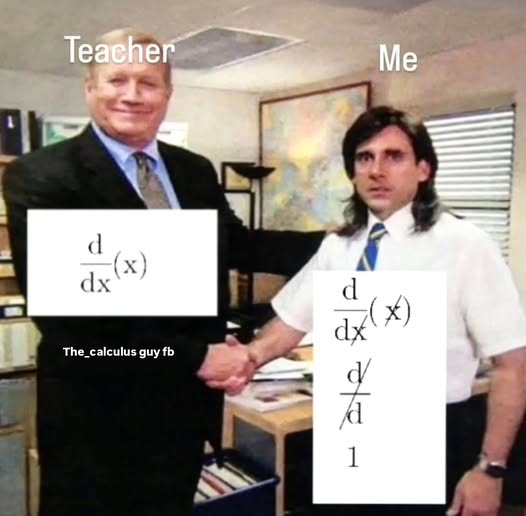 Teacher
Me
d
dx
(x)
The_calculus guy fb
d
dx
(x)
d
d
1